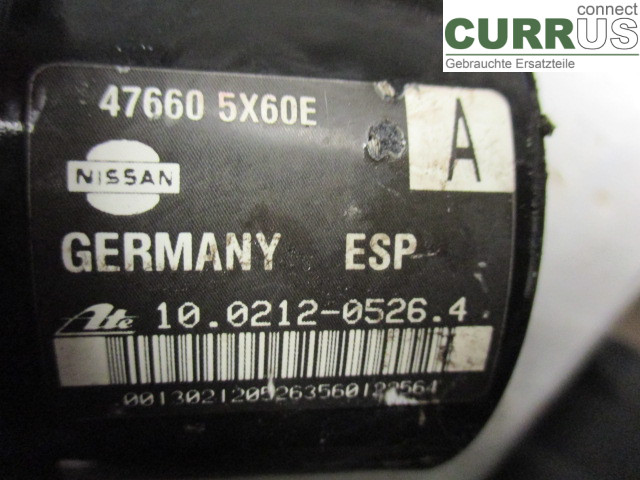 connect
CURRUS
Gebrauchte Ersatzteile
47660 5X60E
A
NISSAN
GERMANY ESP
Ate 10.0212-0526.4